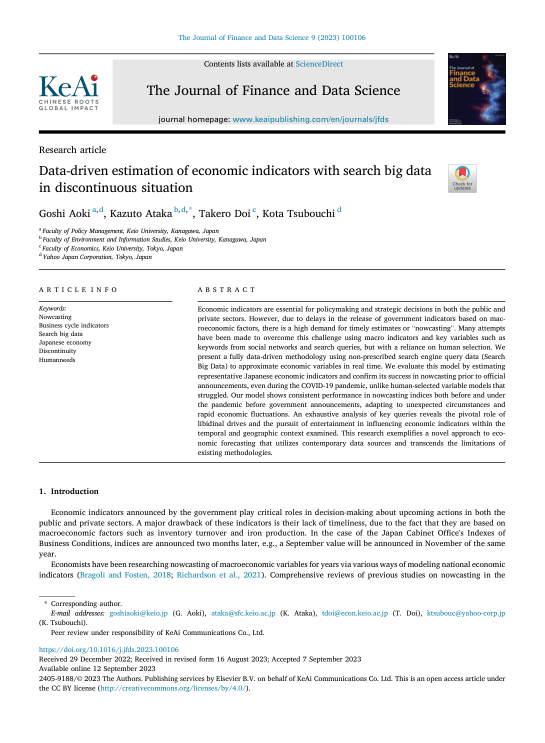 The Journal of Finance and Data Science 9 (2023) 100106
Contents lists available at ScienceDirect
The Journal of Finance and Data Science
journal homepage: www.keaipublishing.com/en/journals/jfds
KeAi
CHINESE ROOTS
GLOBAL IMPACT
The Journal of
Finance
and Data
Science
Check for
updates
Research article
Data-driven estimation of economic indicators with search big data
in discontinuous situation
Goshi Aoki a,d, Kazuto Ataka b,d,*, Takero Doi c, Kota Tsubouchi d
a Faculty of Policy Management, Keio University, Kanagawa, Japan
b Faculty of Environment and Information Studies, Keio University, Kanagawa, Japan
c Faculty of Economics, Keio University, Tokyo, Japan
d Yahoo Japan Corporation, Tokyo, Japan
ARTICLE INFO
Keywords:
Nowcasting
Business cycle indicators
Search big data
Japanese economy
Discontinuity
Humanneeds
ABSTRACT
Economic indicators are essential for policymaking and strategic decisions in both the public and
private sectors. However, due to delays in the release of government indicators based on mac-
roeconomic factors, there is a high demand for timely estimates or "nowcasting". Many attempts
have been made to overcome this challenge using macro indicators and key variables such as
keywords from social networks and search queries, but with a reliance on human selection. We
present a fully data-driven methodology using non-prescribed search engine query data (Search
Big Data) to approximate economic variables in real time. We evaluate this model by estimating
representative Japanese economic indicators and confirm its success in nowcasting prior to official
announcements, even during the COVID-19 pandemic, unlike human-selected variable models that
struggled. Our model shows consistent performance in nowcasting indices both before and under
the pandemic before government announcements, adapting to unexpected circumstances and
rapid economic fluctuations. An exhaustive analysis of key queries reveals the pivotal role of
libidinal drives and the pursuit of entertainment in influencing economic indicators within the
temporal and geographic context examined. This research exemplifies a novel approach to eco-
nomic forecasting that utilizes contemporary data sources and transcends the limitations of
existing methodologies.
1. Introduction
Economic indicators announced by the government play critical roles in decision-making about upcoming actions in both the
public and private sectors. A major drawback of these indicators is their lack of timeliness, due to the fact that they are based on
macroeconomic factors such as inventory turnover and iron production. In the case of the Japan Cabinet Office's Indexes of
Business Conditions, indices are announced two months later, e.g., a September value will be announced in November of the same
year.
Economists have been researching nowcasting of macroeconomic variables for years via various ways of modeling national economic
indicators (Bragoli and Fosten, 2018; Richardson et al., 2021). Comprehensive reviews of previous studies on nowcasting in the
* Corresponding author.
E-mail addresses: goshiaoki@keio.jp (G. Aoki), ataka@sfc.keio.ac.jp (K. Ataka), tdoi@econ.keio.ac.jp (T. Doi), ktsubouc@yahoo-corp.jp
(K. Tsubouchi).
Peer review under responsibility of KeAi Communications Co., Ltd.
https://doi.org/10.1016/j.jfds.2023.100106
Received 29 December 2022; Received in revised form 16 August 2023; Accepted 7 September 2023
Available online 12 September 2023
2405-9188/© 2023 The Authors. Publishing services by Elsevier B.V. on behalf of KeAi Communications Co. Ltd. This is an open access article under
the CC BY license (http://creativecommons.org/licenses/by/4.0/).